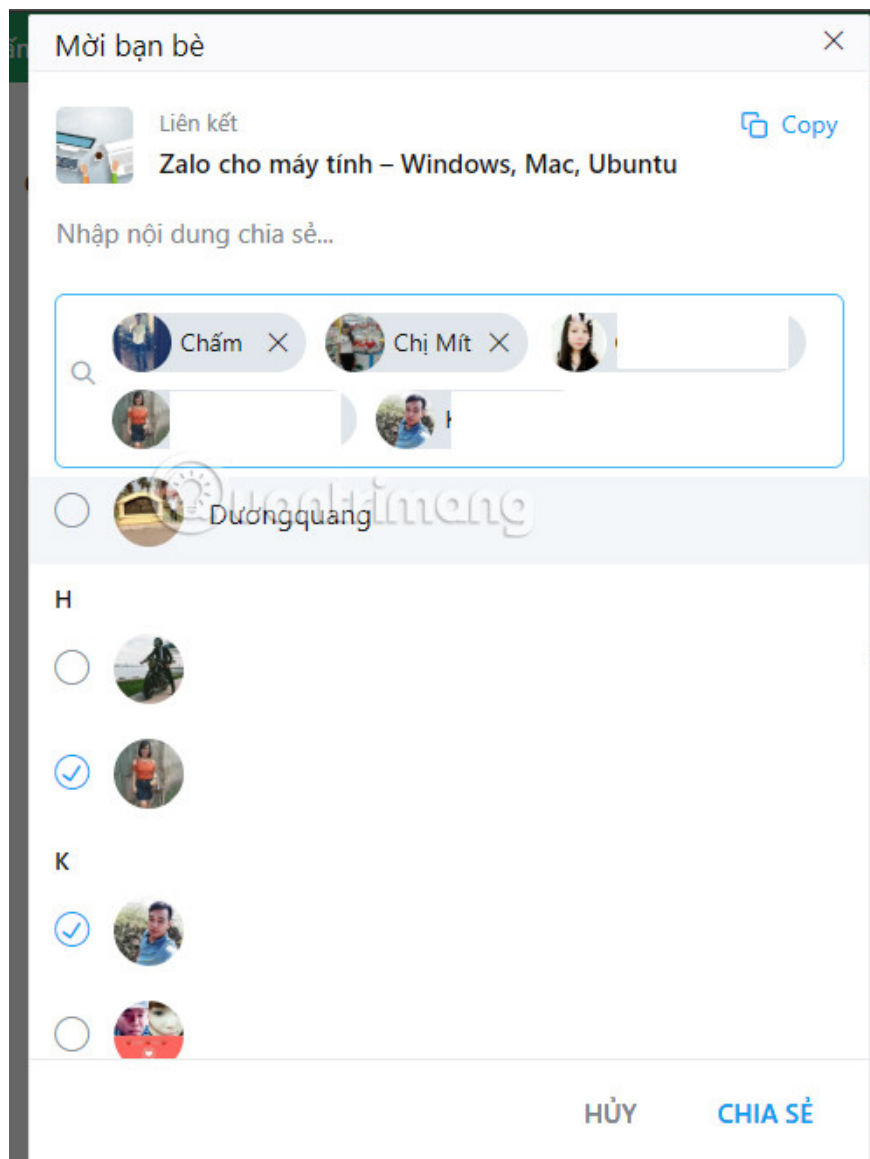 Mời bạn bè
Liên kết
Copy
Zalo cho máy tính – Windows, Mac, Ubuntu
Nhập nội dung chia sẻ...
Chấm
Chị Mít
Quantrimang
Dươngquang
H
K
HỦY
CHIA SẺ